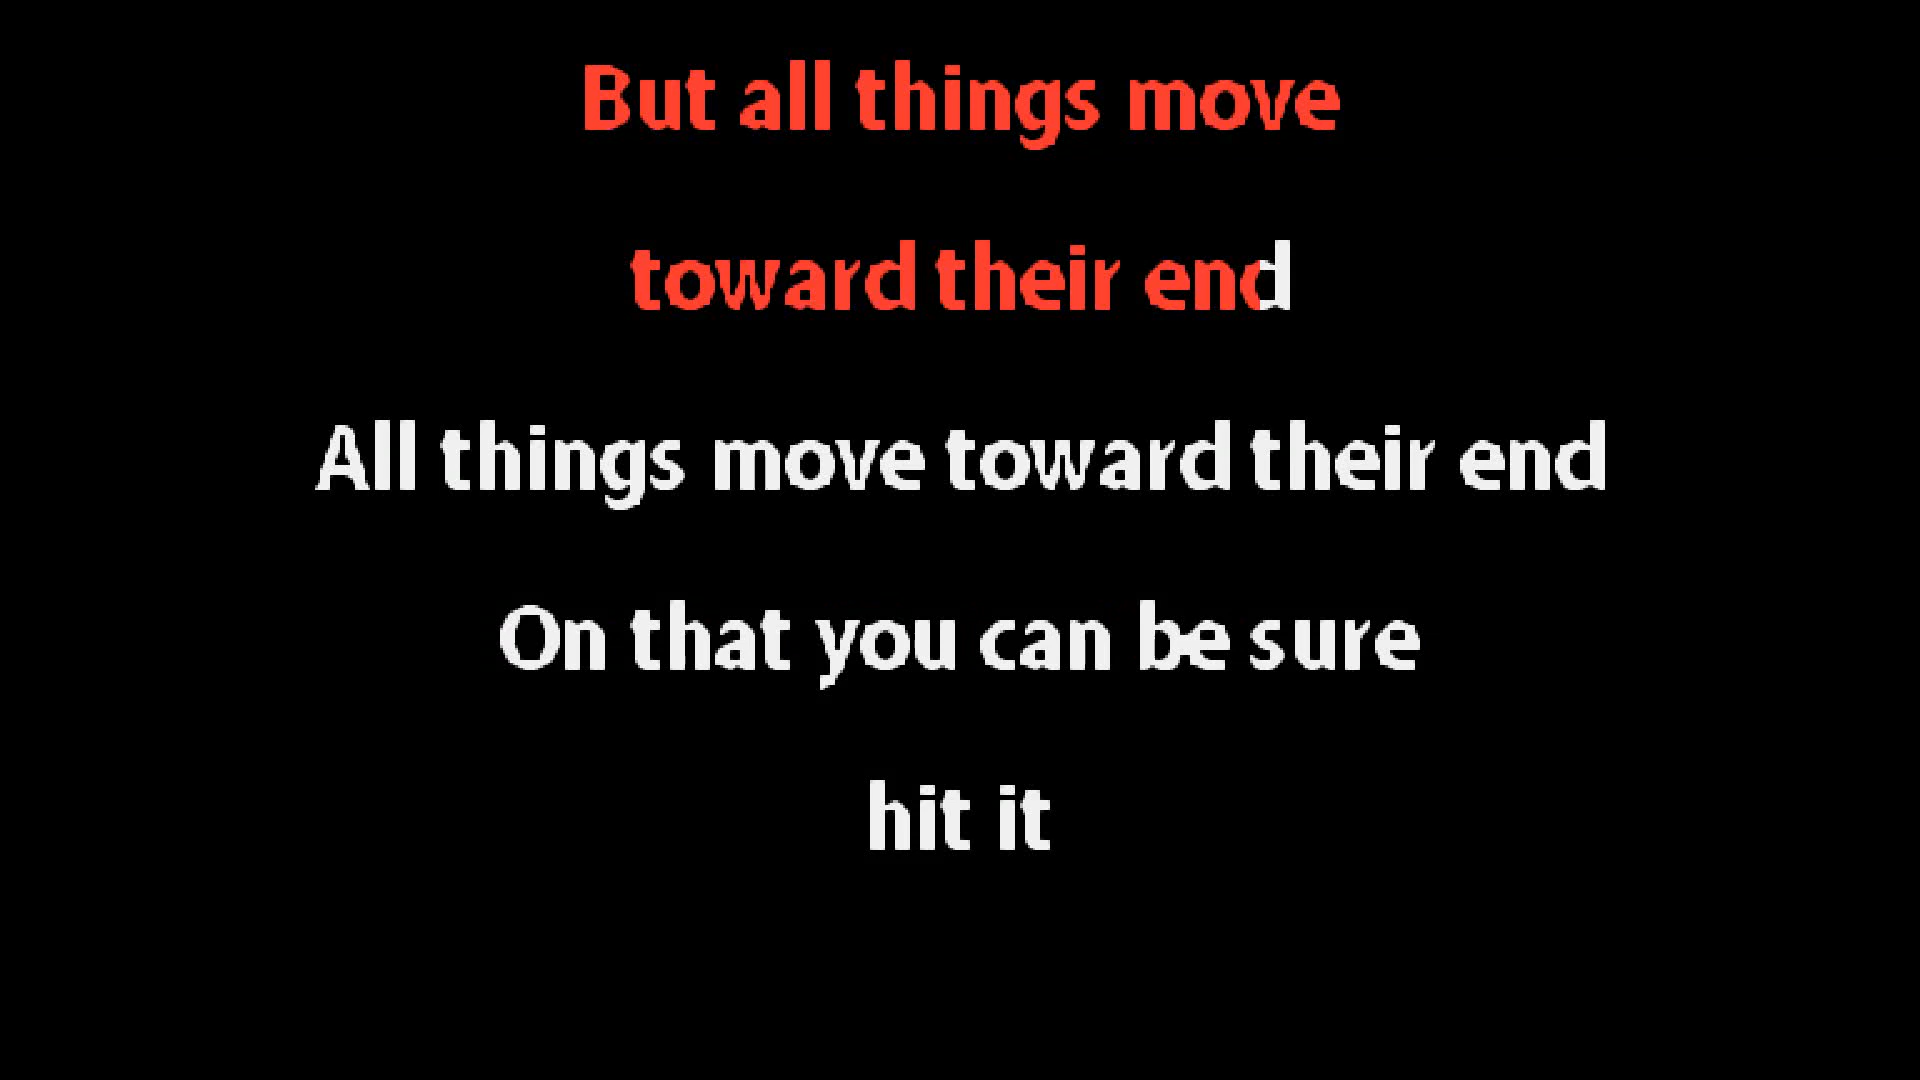 But all things move
toward their end
All things move toward their end
On that you can be sure
hit it